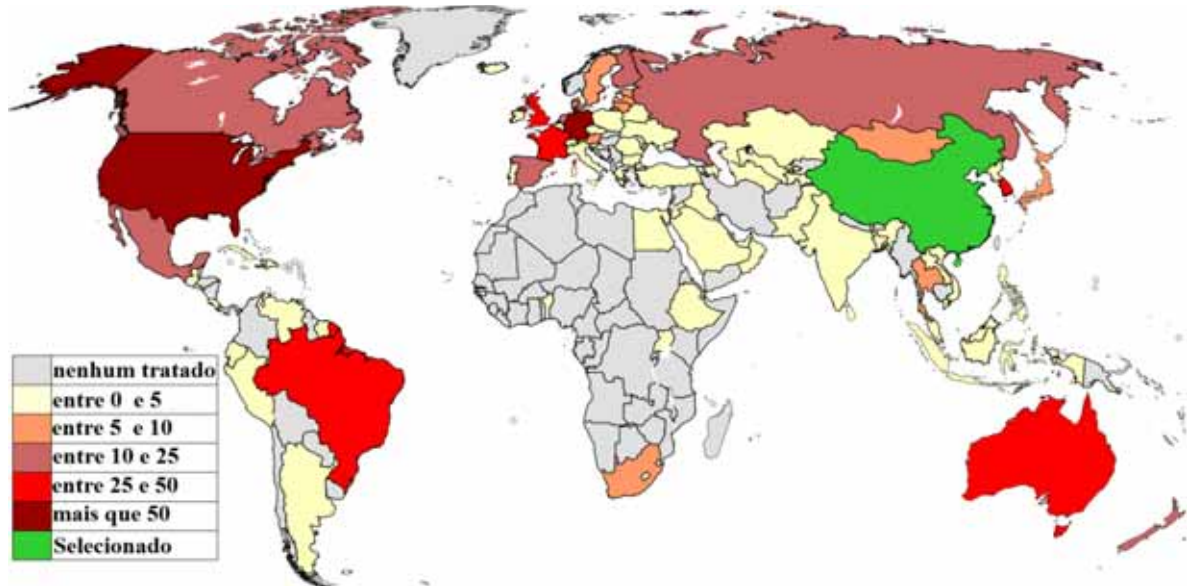 nenhum tratado
entre 0 e 5
entre 5 e 10
entre 10 e 25
entre 25 e 50
mais que 50
Selecionado